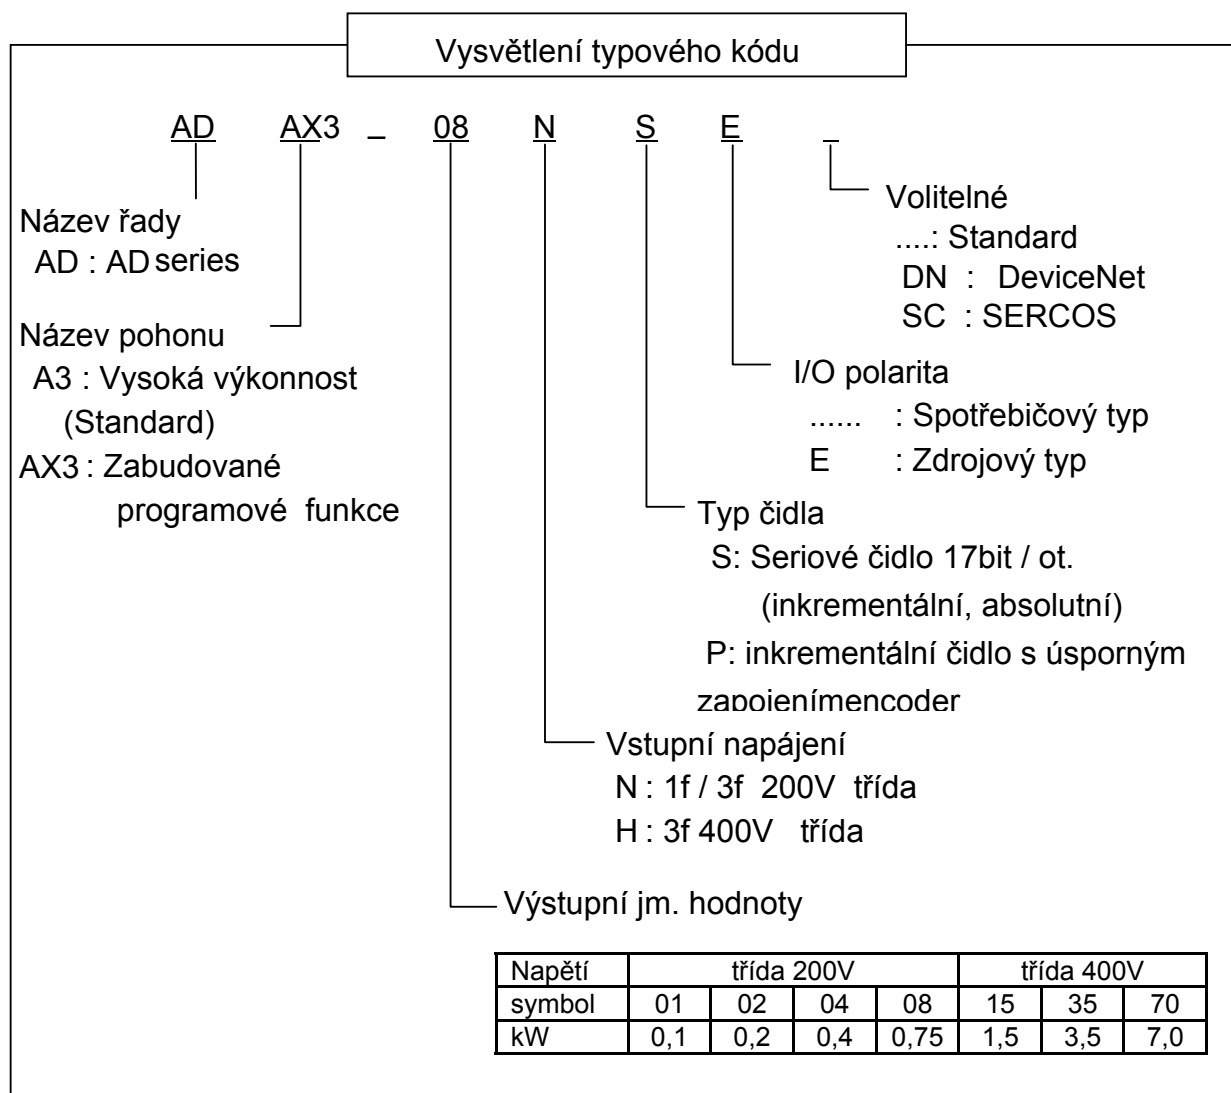 Vysvětlení typového kódu
AD AX3 – 08 N S E _
Volitelné
....: Standard
DN : DeviceNet
SC : SERCOS
Název řady
AD : AD series
Název pohonu
A3 : Vysoká výkonnost
(Standard)
AX3 : Zabudované
programové funkce
I/O polarita
...... : Spotřebičový typ
E : Zdrojový typ
Typ čidla
S: Seriové čidlo 17bit / ot.
(inkrementální, absolutní)
P: inkrementální čidlo s úsporným
zapojenímencoder
Vstupní napájení
N : 1f / 3f 200V třída
H : 3f 400V třída
Výstupní jm. hodnoty
Napětí třída 200V třída 400V
symbol 01 02 04 08 15 35 70
kW 0,1 0,2 0,4 0,75 1,5 3,5 7,0